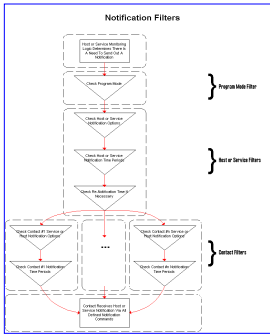 Notification Filters
Host or Service Monitoring
Logic Determines There Is
A Need To Send Out A
Notification
Check Program Mode
Program Mode Filter
Check Host or Service
Notification Options
Check Host or Service
Notification Time Periods
Host or Service Filters
Check Re-Notification Time If
Necessary
Check Contact #1 Service or
Host Notification Options
...
Check Contact #n Service or
Host Notification Options
Contact Filters
Check Contact #1 Notification
Time Periods
Check Contact #n Notification
Time Periods
Contact Receives Host or
Service Notification Via All
Defined Notification
Commands